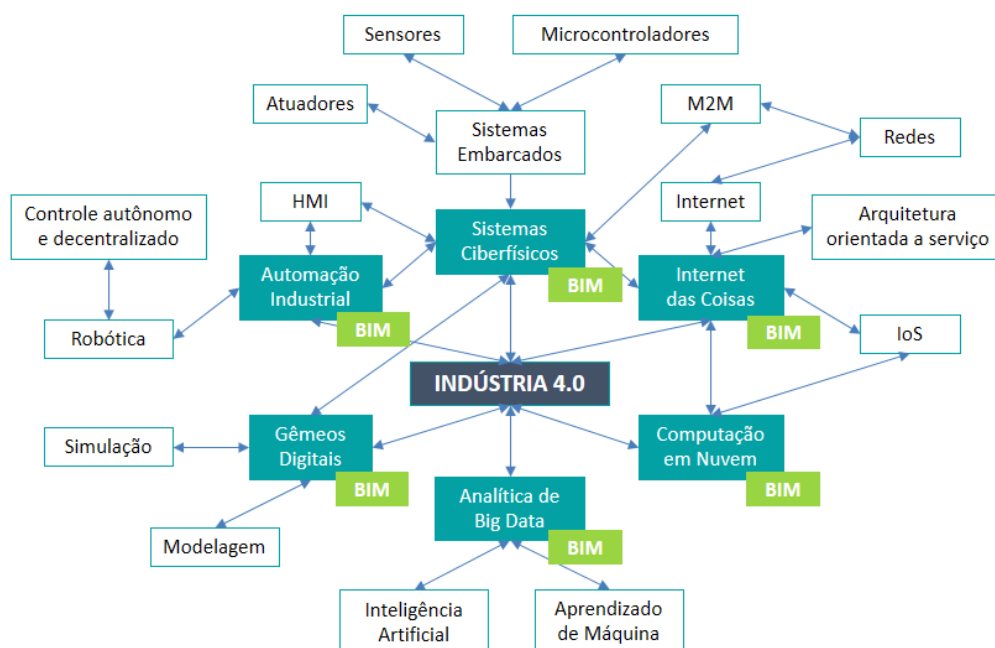 Sensores
Microcontroladores
Atuadores
Sistemas
Embarcados
M2M
Redes
Controle autônomo
e decentralizado
HMI
Sistemas
Ciberfísicos
BIM
Internet
Arquitetura
orientada a serviço
Automação
Industrial
BIM
Internet
das Coisas
BIM
Robótica
IoS
INDÚSTRIA 4.0
Simulação
Gêmeos
Digitais
BIM
Computação
em Nuvem
BIM
Analítica de
Big Data
BIM
Modelagem
Inteligência
Artificial
Aprendizado
de Máquina